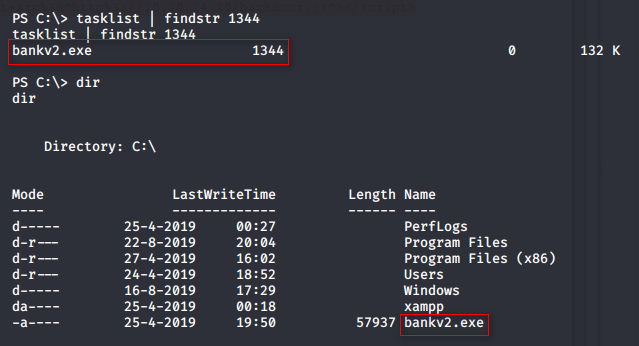 PS C:\> tasklist | findstr 1344
tasklist | findstr 1344
bankv2.exe 1344 0 132 K
PS C:\> dir
dir
Directory: C:\
Mode LastWriteTime Length Name
---- ------------- ------ ----
d----- 25-4-2019 00:27 PerfLogs
d-r--- 22-8-2019 20:04 Program Files
d-r--- 27-4-2019 16:02 Program Files (x86)
d-r--- 24-4-2019 18:52 Users
d----- 16-8-2019 17:29 Windows
da---- 25-4-2019 00:18 xampp
-a---- 25-4-2019 19:50 57937 bankv2.exe